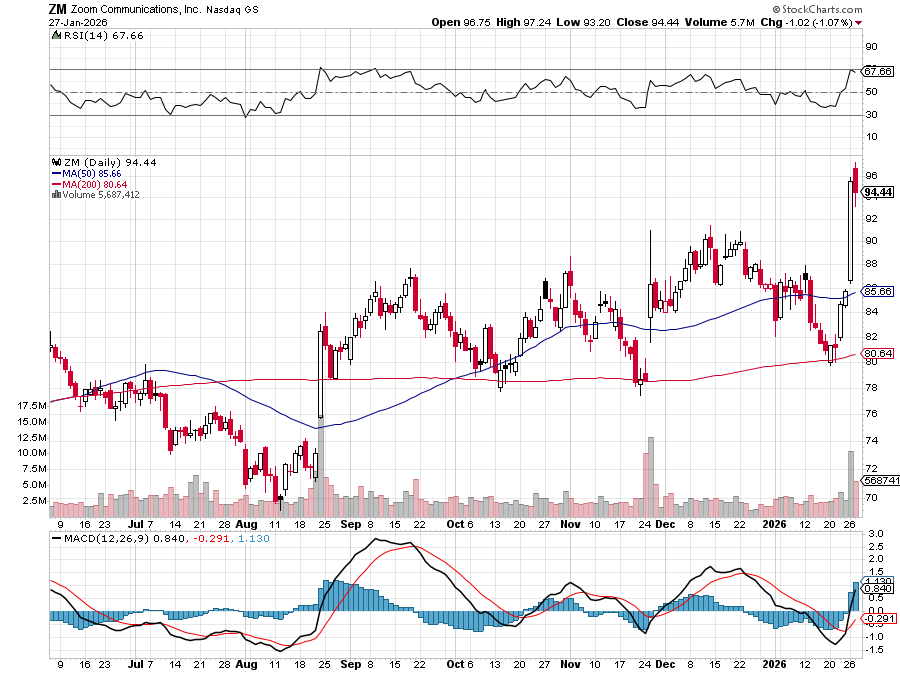 ZM Zoom Communications, Inc. Nasdaq GS
© StockCharts.com
27-Jan-2026
Open 96.75 High 97.24 Low 93.20 Close 94.44 Volume 5.7M Chg -1.02 (-1.07%)
RSI(14) 67.66
90
67.66
50
30
10
ZM (Daily) 94.44
MA(50) 85.66
MA(200) 80.64
Volume 5,687,412
96
94.44
92
90
88
85.66
84
82
80.64
80
78
76
74
72
70
17.5M
15.0M
12.5M
10.0M
7.5M
5.0M
2.5M
568741
9 16 23 Jul 7 14 21 28 Aug 11 18 25 Sep 8 15 22 Oct 6 13 20 27 Nov 10 17 24 Dec 8 15 22 2026 12 20 26
MACD(12,26,9) 0.840, -0.291, 1.130
3.0
2.5
2.0
1.5
1.130
0.840
0.5
0.0
-0.291
-1.0
-1.5
9 16 23 Jul 7 14 21 28 Aug 11 18 25 Sep 8 15 22 Oct 6 13 20 27 Nov 10 17 24 Dec 8 15 22 2026 12 20 26